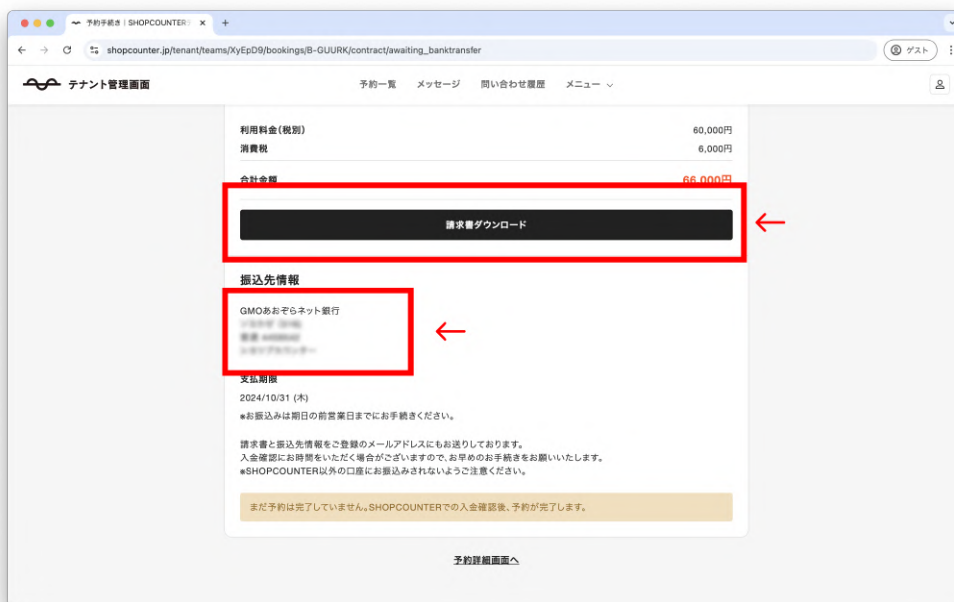 予約手続き | SHOPCOUNTER
shopcounter.jp/tenant/teams/XyEpD9/bookings/B-GUURK/contract/awaiting_banktransfer
ゲスト
テナント管理画面
予約一覧 メッセージ 問い合わせ履歴 メニュー
利用料金(税別) 60,000円
消費税 6,000円
合計金額 66,000円
請求書ダウンロード
振込先情報
GMOあおぞらネット銀行
支払期限
2024/10/31 (木)
*お振込みは期日の前営業日までにお手続きください。
請求書と振込先情報をご登録のメールアドレスにもお送りしております。
入金確認にお時間をいただく場合がございますので、お早めのお手続きをお願いいたします。
*SHOPCOUNTER以外の口座にお振込みされないようご注意ください。
まだ予約は完了していません。SHOPCOUNTERでの入金確認後、予約が完了します。
予約詳細画面へ